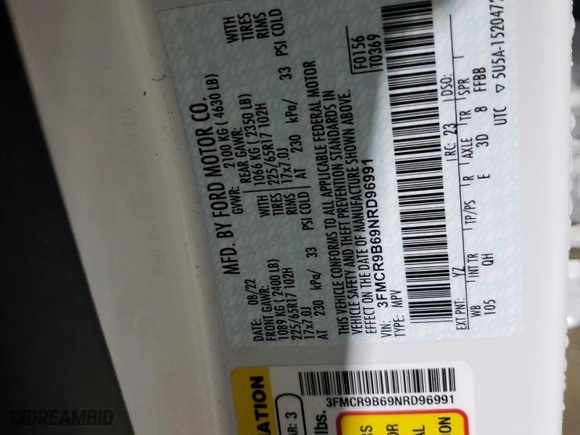 MFD. BY FORD MOTOR CO.
DATE: 08/22
GVWR: 2100 KG ( 4630 LB)
FRONT GAWR:
1089 KG ( 2400 LB)
REAR GAWR:
1066 KG ( 2350 LB)
225/65R17 102H
TIRES
225/65R17 102H
TIRES
17x7.0J
RIMS
17x7.0J
RIMS
AT 230 kPa/ 33 PSI COLD
AT 230 kPa/ 33 PSI COLD
THIS VEHICLE CONFORMS TO ALL APPLICABLE FEDERAL MOTOR
VEHICLE SAFETY AND THEFT PREVENTION STANDARDS IN
EFFECT ON THE DATE OF MANUFACTURE SHOWN ABOVE.
VIN: 3FMCR9B69NRD96991
TYPE: MPV
F0156
T0369
EXT PNT: YZ
RC: 23
DSO:
WB
INT TR
TP/PS
R
AXLE
TR
SPR
105
QH
E
3D
8
FFBB
UTC
5U5A-1520472
AR: 3
lbs.
3FMCR9B69NRD96991
DREAMBID